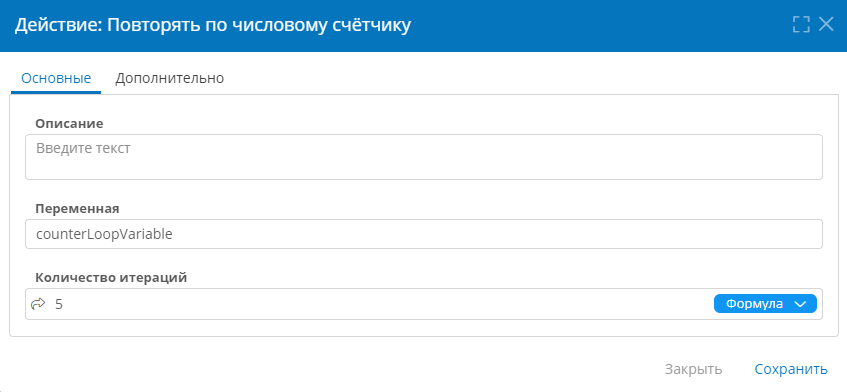 Действие: Повторять по числовому счётчику
Основные Дополнительно
Описание
Введите текст
Переменная
counterLoopVariable
Количество итераций
5 Формула
Закрыть Сохранить